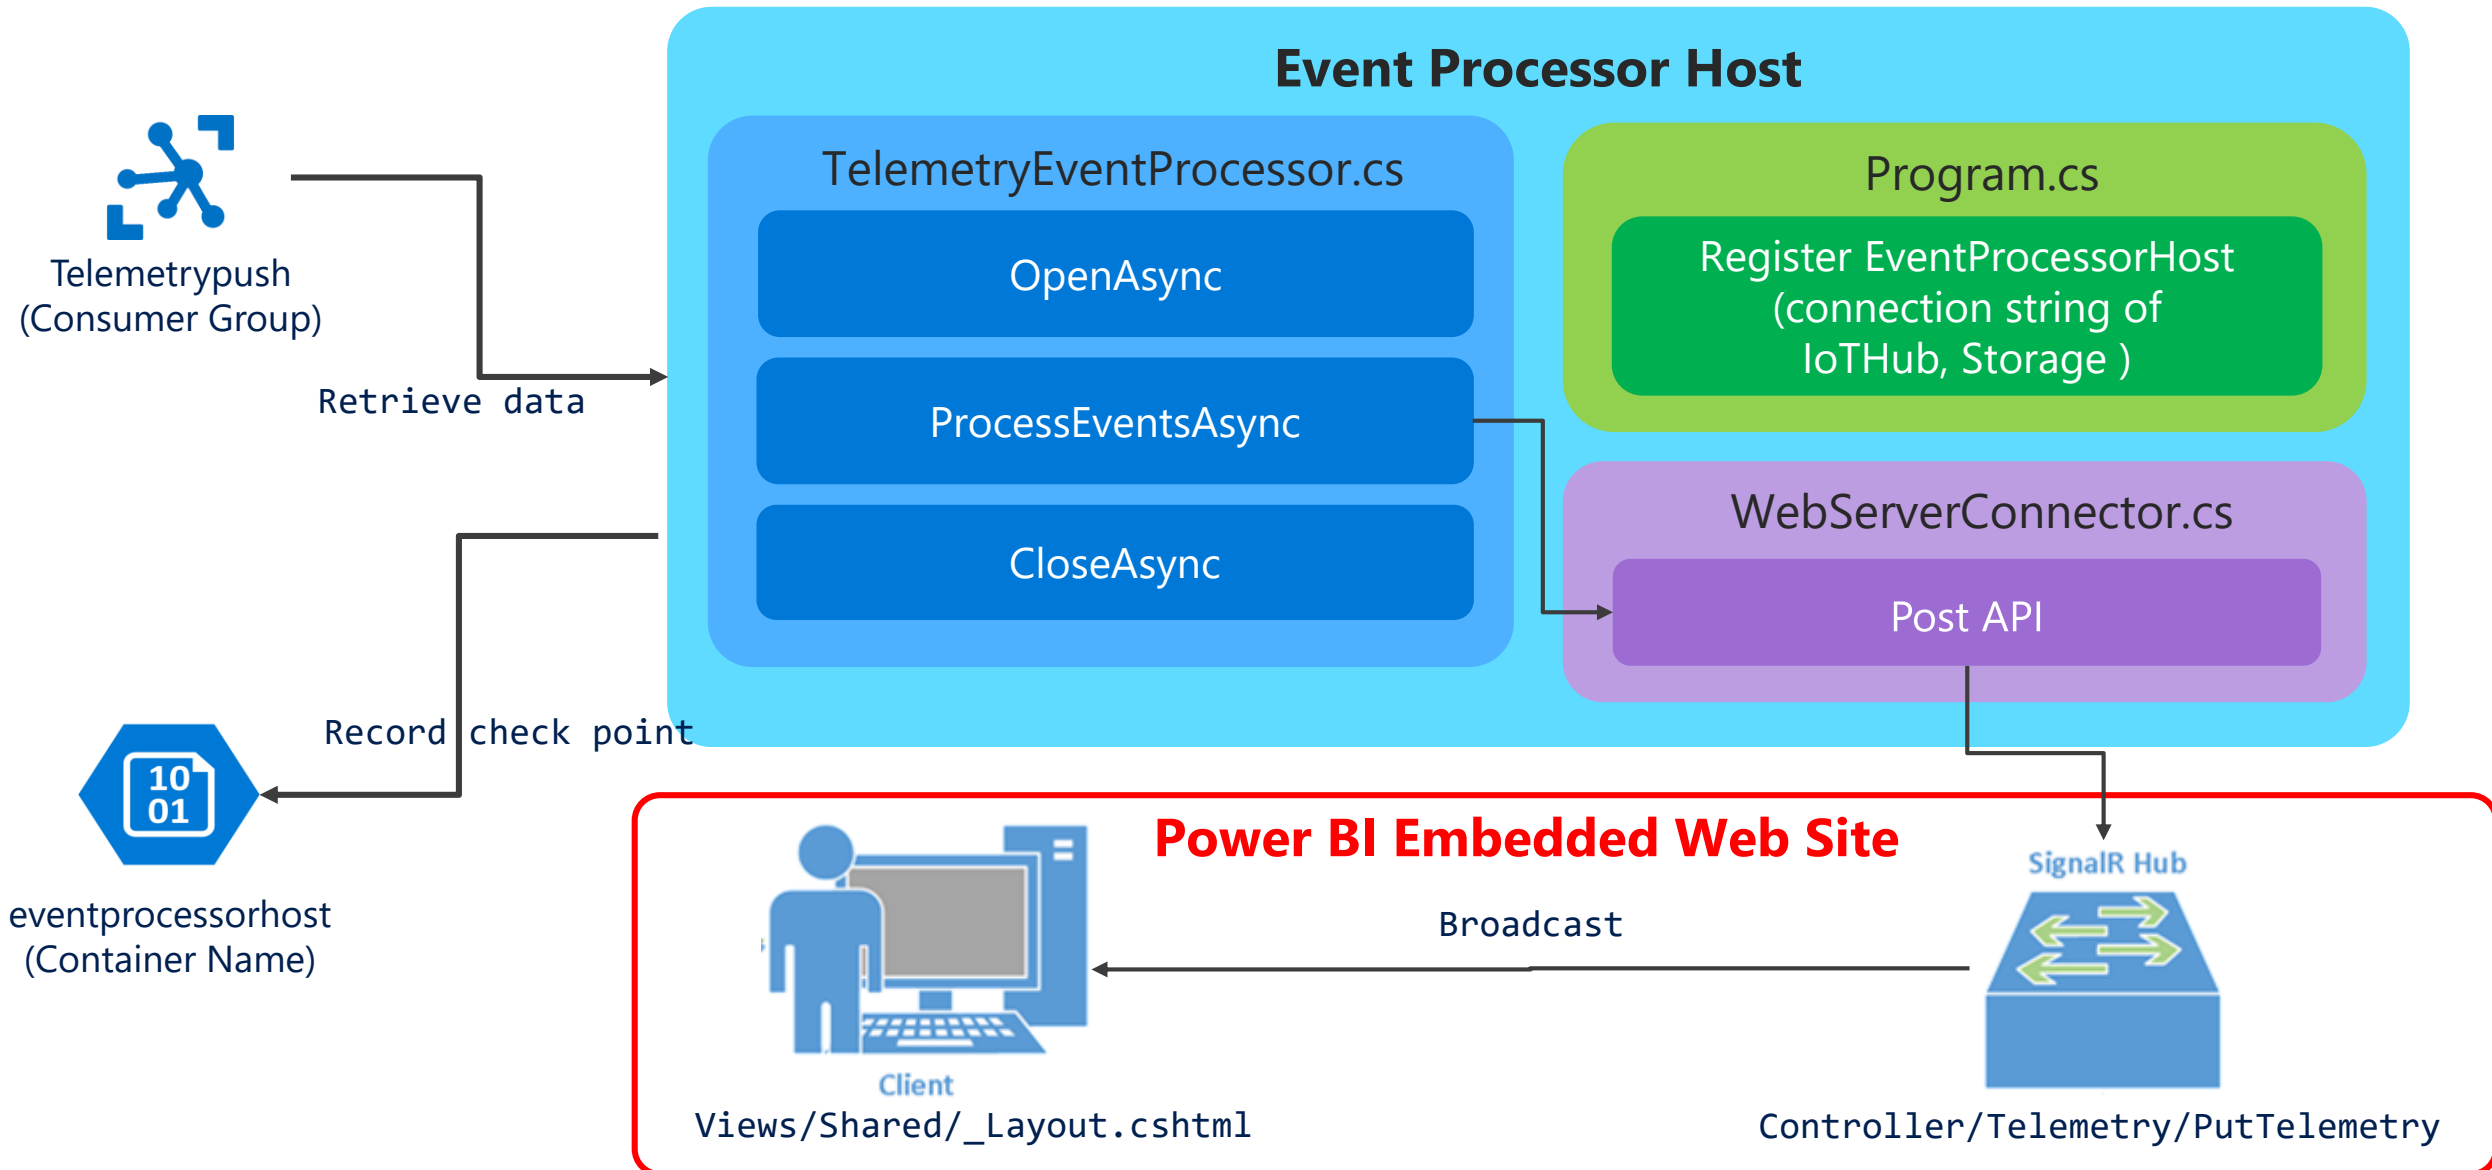 Event Processor Host
Telemetrypush
(Consumer Group)
Retrieve data
TelemetryEventProcessor.cs
OpenAsync
ProcessEventsAsync
CloseAsync
Program.cs
Register EventProcessorHost
(connection string of
IoTHub, Storage )
WebServerConnector.cs
Post API
Record check point
10
01
eventprocessorhost
(Container Name)
Power BI Embedded Web Site
SignalR Hub
Broadcast
Client
Views/Shared/_Layout.cshtml
Controller/Telemetry/PutTelemetry